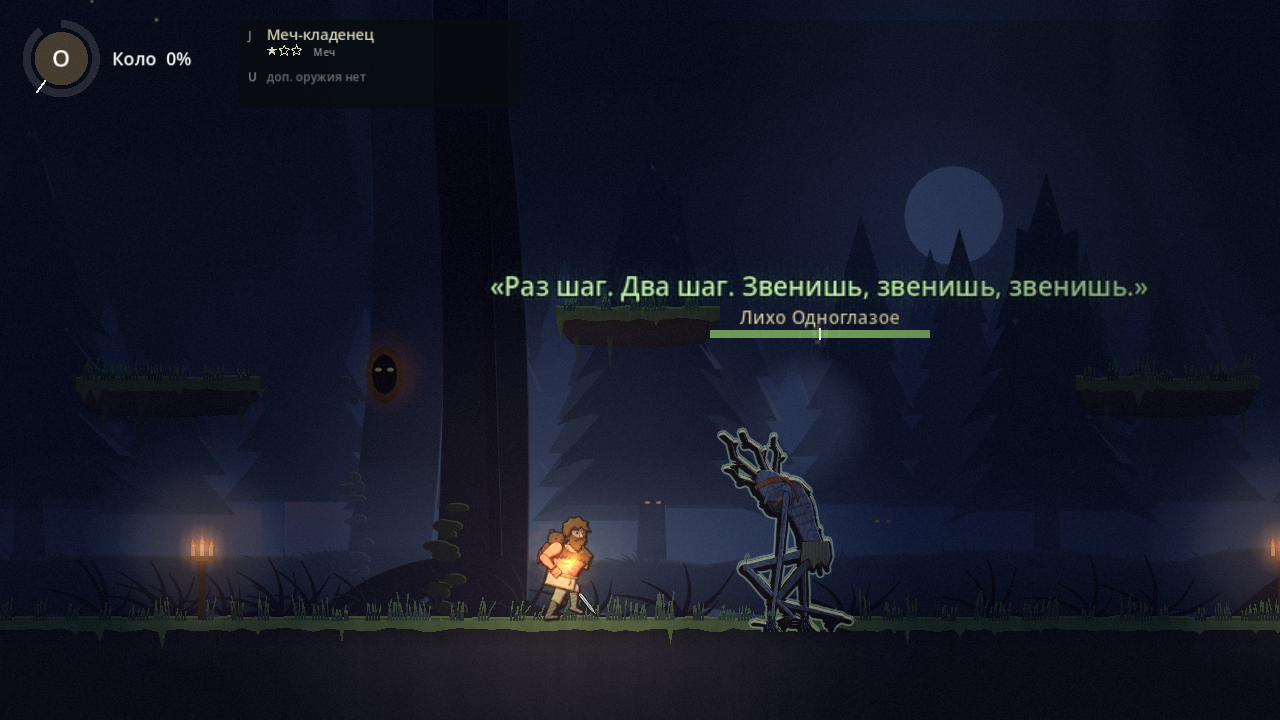 O
Коло 0%
J Меч-кладенец
Меч
U доп. оружия нет
«Раз шаг. Два шаг. Звенишь, звенишь, звенишь.»
Лихо Одноглазое